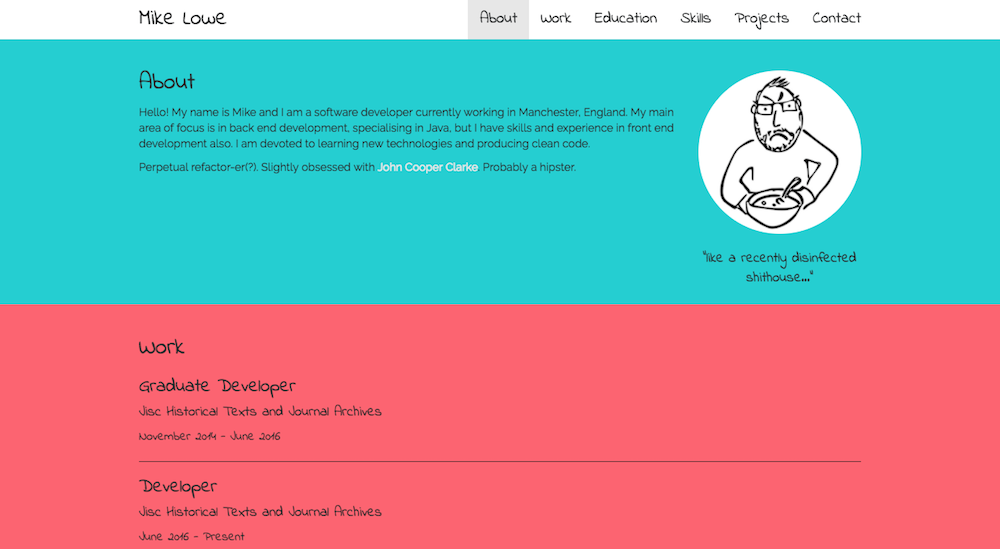 Mike Lowe
About Work Education Skills Projects Contact
About
Hello! My name is Mike and I am a software developer currently working in Manchester, England. My main
area of focus is in back end development, specialising in Java, but I have skills and experience in front end
development also. I am devoted to learning new technologies and producing clean code.
Perpetual refactor-er(?). Slightly obsessed with John Cooper Clarke. Probably a hipster.
"like a recently disinfected
shithouse..."
Work
Graduate Developer
Jisc Historical Texts and Journal Archives
November 2014 - June 2016
Developer
Jisc Historical Texts and Journal Archives
June 2016 - Present